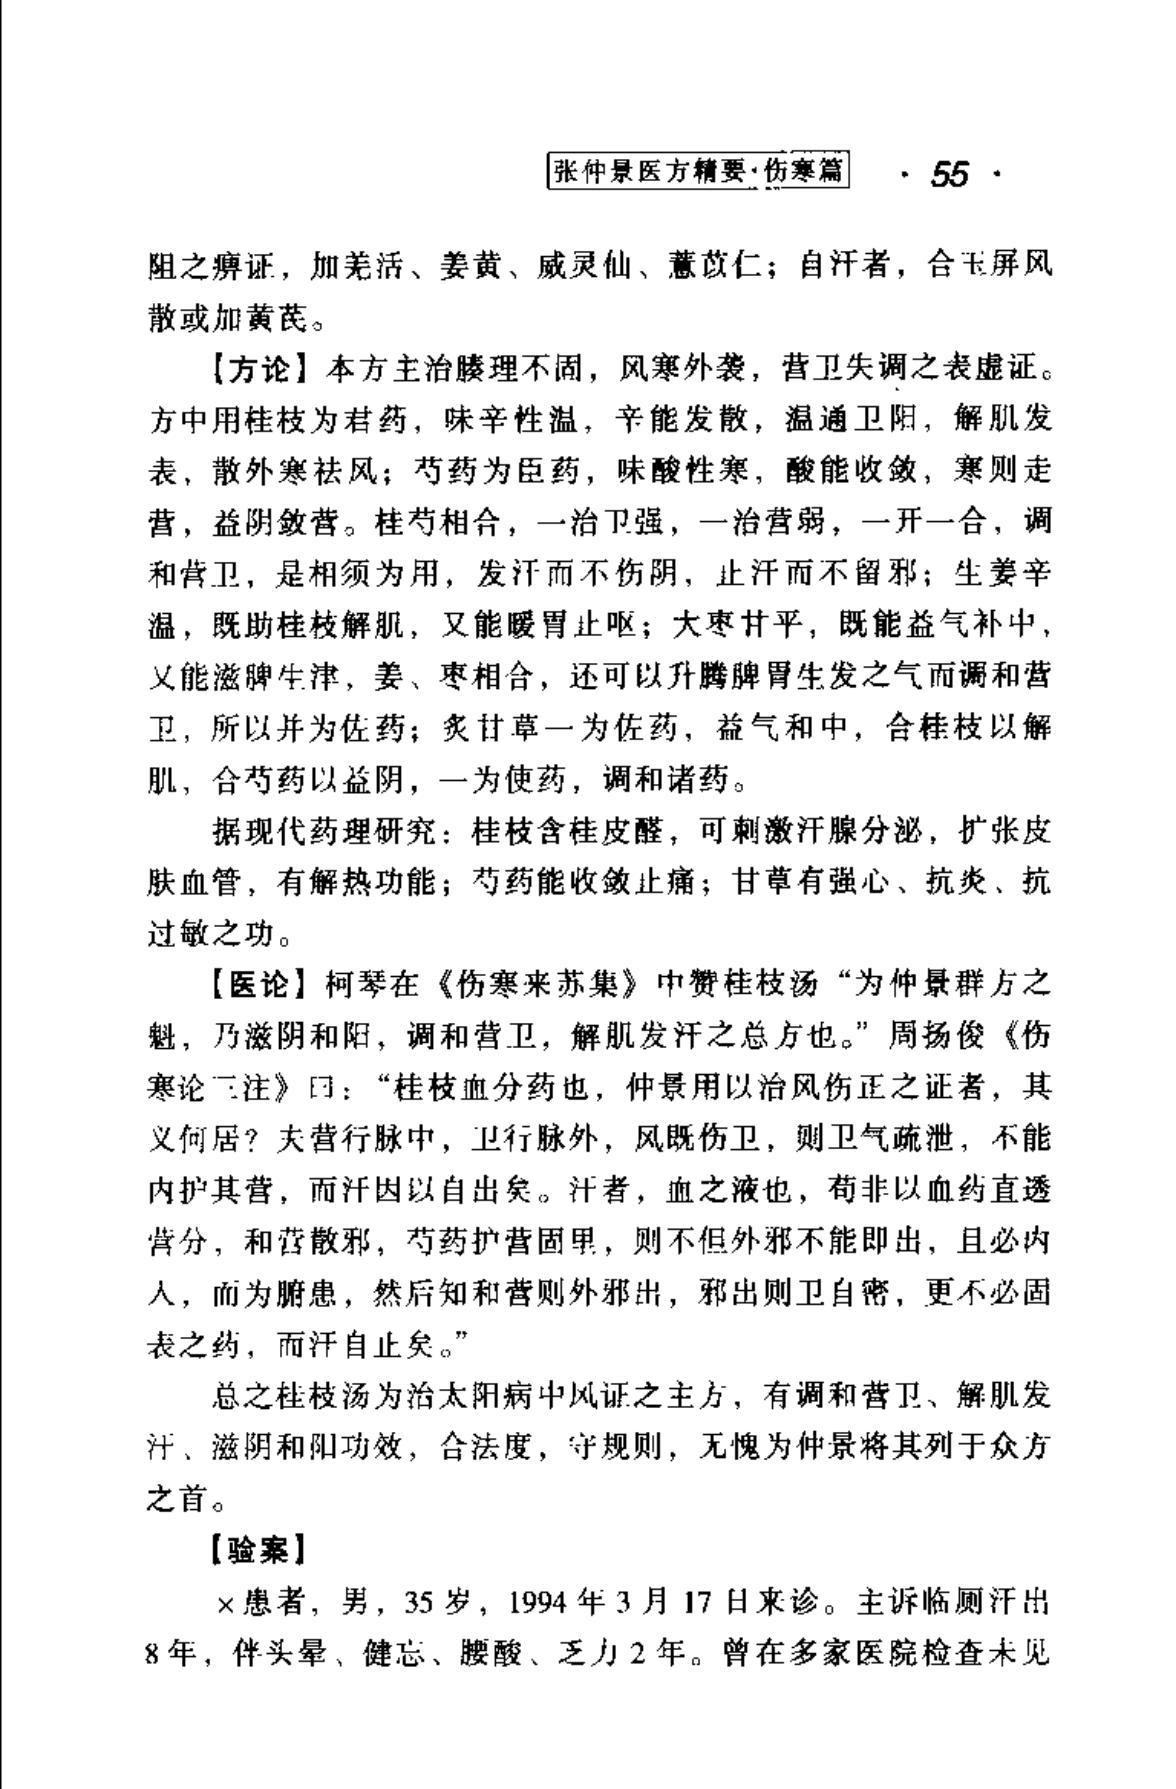 张仲景医方精要·伤寒篇 · 55 ·
阻之痹证，加羌活、姜黄、威灵仙、薏苡仁；自汗者，合玉屏风
散或加黄芪。
【方论】本方主治腠理不固，风寒外袭，营卫失调之表虚证。
方中用桂枝为君药，味辛性温，辛能发散，温通卫阳，解肌发
表，散外寒祛风；芍药为臣药，味酸性寒，酸能收敛，寒则走
营，益阴敛营。桂芍相合，一治卫强，一治营弱，一开一合，调
和营卫，是相须为用，发汗而不伤阴，止汗而不留邪；生姜辛
温，既助桂枝解肌，又能暖胃止呕；大枣甘平，既能益气补中，
又能滋脾生津，姜、枣相合，还可以升腾脾胃生发之气而调和营
卫，所以并为佐药；炙甘草一为佐药，益气和中，合桂枝以解
肌，合芍药以益阴，一为使药，调和诸药。
据现代药理研究：桂枝含桂皮醛，可刺激汗腺分泌，扩张皮
肤血管，有解热功能；芍药能收敛止痛；甘草有强心、抗炎、抗
过敏之功。
【医论】柯琴在《伤寒来苏集》中赞桂枝汤“为仲景群方之
魁，乃滋阴和阳，调和营卫，解肌发汗之总方也。”周扬俊《伤
寒论三注》曰：“桂枝血分药也，仲景用以治风伤正之证者，其
义何居？夫营行脉中，卫行脉外，风既伤卫，则卫气疏泄，不能
内护其营，而汗因以自出矣。汗者，血之液也，苟非以血药直透
营分，和营散邪，芍药护营固里，则不但外邪不能即出，且必内
人，而为腑患，然后知和营则外邪出，邪出则卫自密，更不必固
表之药，而汗自止矣。”
总之桂枝汤为治太阳病中风证之主方，有调和营卫、解肌发
汗、滋阴和阳功效，合法度，守规则，无愧为仲景将其列于众方
之首。
【验案】
×患者，男，35 岁，1994 年 3 月 17 日来诊。主诉临厕汗出
8 年，伴头晕、健忘、腰酸、乏力 2 年。曾在多家医院检查未见